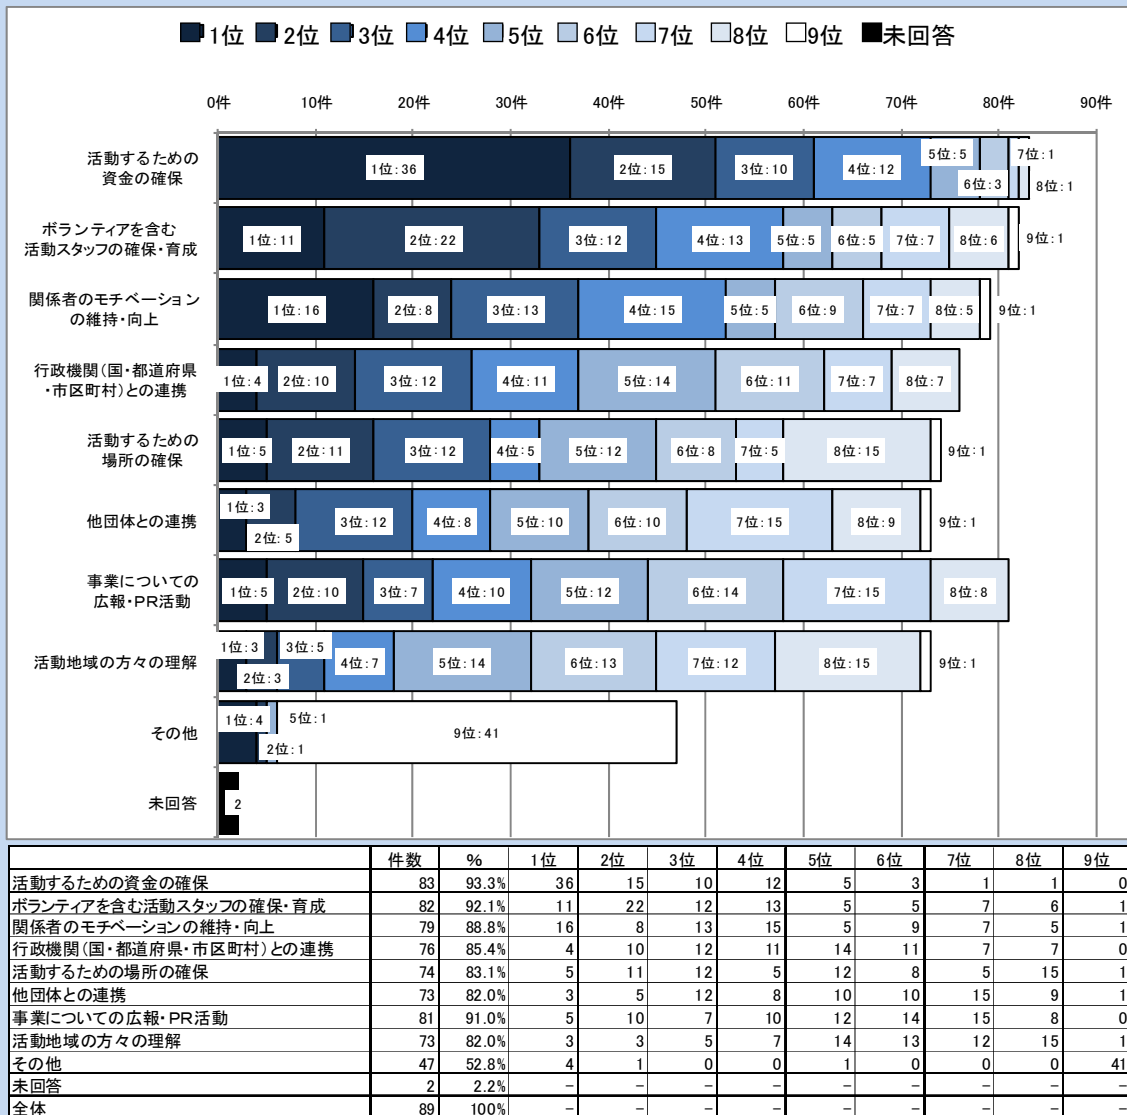 1位 2位 3位 4位 5位 6位 7位 8位 9位 未回答
0件 10件 20件 30件 40件 50件 60件 70件 80件 90件
活動するための
資金の確保
1位:36 2位:15 3位:10 4位:12 5位:5 6位:3 7位:1 8位:1
ボランティアを含む
活動スタッフの確保・育成
1位:11 2位:22 3位:12 4位:13 5位:5 6位:5 7位:7 8位:6 9位:1
関係者のモチベーション
の維持・向上
1位:16 2位:8 3位:13 4位:15 5位:5 6位:9 7位:7 8位:5 9位:1
行政機関(国・都道府県
・市区町村)との連携
1位:4 2位:10 3位:12 4位:11 5位:14 6位:11 7位:7 8位:7
活動するための
場所の確保
1位:5 2位:11 3位:12 4位:5 5位:12 6位:8 7位:5 8位:15 9位:1
他団体との連携
1位:3 2位:5 3位:12 4位:8 5位:10 6位:10 7位:15 8位:9 9位:1
事業についての
広報・PR活動
1位:5 2位:10 3位:7 4位:10 5位:12 6位:14 7位:15 8位:8
活動地域の方々の理解
1位:3 2位:3 3位:5 4位:7 5位:14 6位:13 7位:12 8位:15 9位:1
その他
1位:4 2位:1 5位:1 9位:41
未回答
2
件数 % 1位 2位 3位 4位 5位 6位 7位 8位 9位
活動するための資金の確保 83 93.3% 36 15 10 12 5 3 1 1 0
ボランティアを含む活動スタッフの確保・育成 82 92.1% 11 22 12 13 5 5 7 6 1
関係者のモチベーションの維持・向上 79 88.8% 16 8 13 15 5 9 7 5 1
行政機関(国・都道府県・市区町村)との連携 76 85.4% 4 10 12 11 14 11 7 7 0
活動するための場所の確保 74 83.1% 5 11 12 5 12 8 5 15 1
他団体との連携 73 82.0% 3 5 12 8 10 10 15 9 1
事業についての広報・PR活動 81 91.0% 5 10 7 10 12 14 15 8 0
活動地域の方々の理解 73 82.0% 3 3 5 7 14 13 12 15 1
その他 47 52.8% 4 1 0 0 1 0 0 0 41
未回答 2 2.2% − − − − − − − − −
全体 89 100% − − − − − − − − −